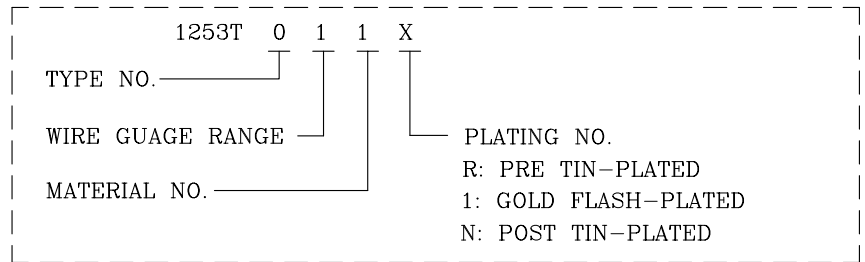 1253T 0 1 1 X
TYPE NO.
WIRE GUAGE RANGE
PLATING NO.
R: PRE TIN-PLATED
MATERIAL NO.
1: GOLD FLASH-PLATED
N: POST TIN-PLATED